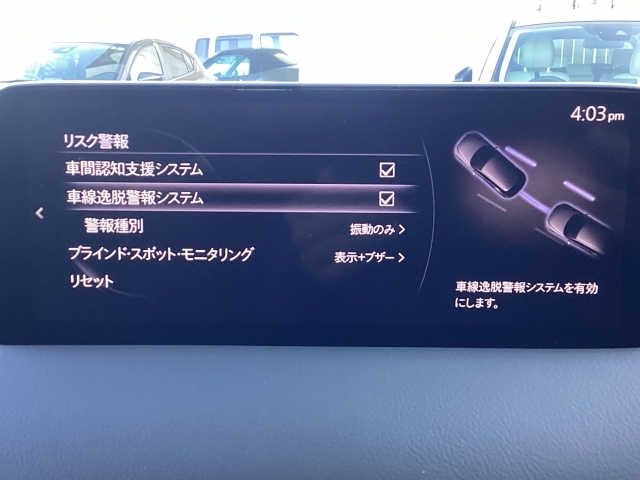 4:03pm
リスク警報
車間認知支援システム
車線逸脱警報システム
警報種別 振動のみ
ブラインド・スポット・モニタリング 表示+ブザー
リセット
車線逸脱警報システムを有効
にします。